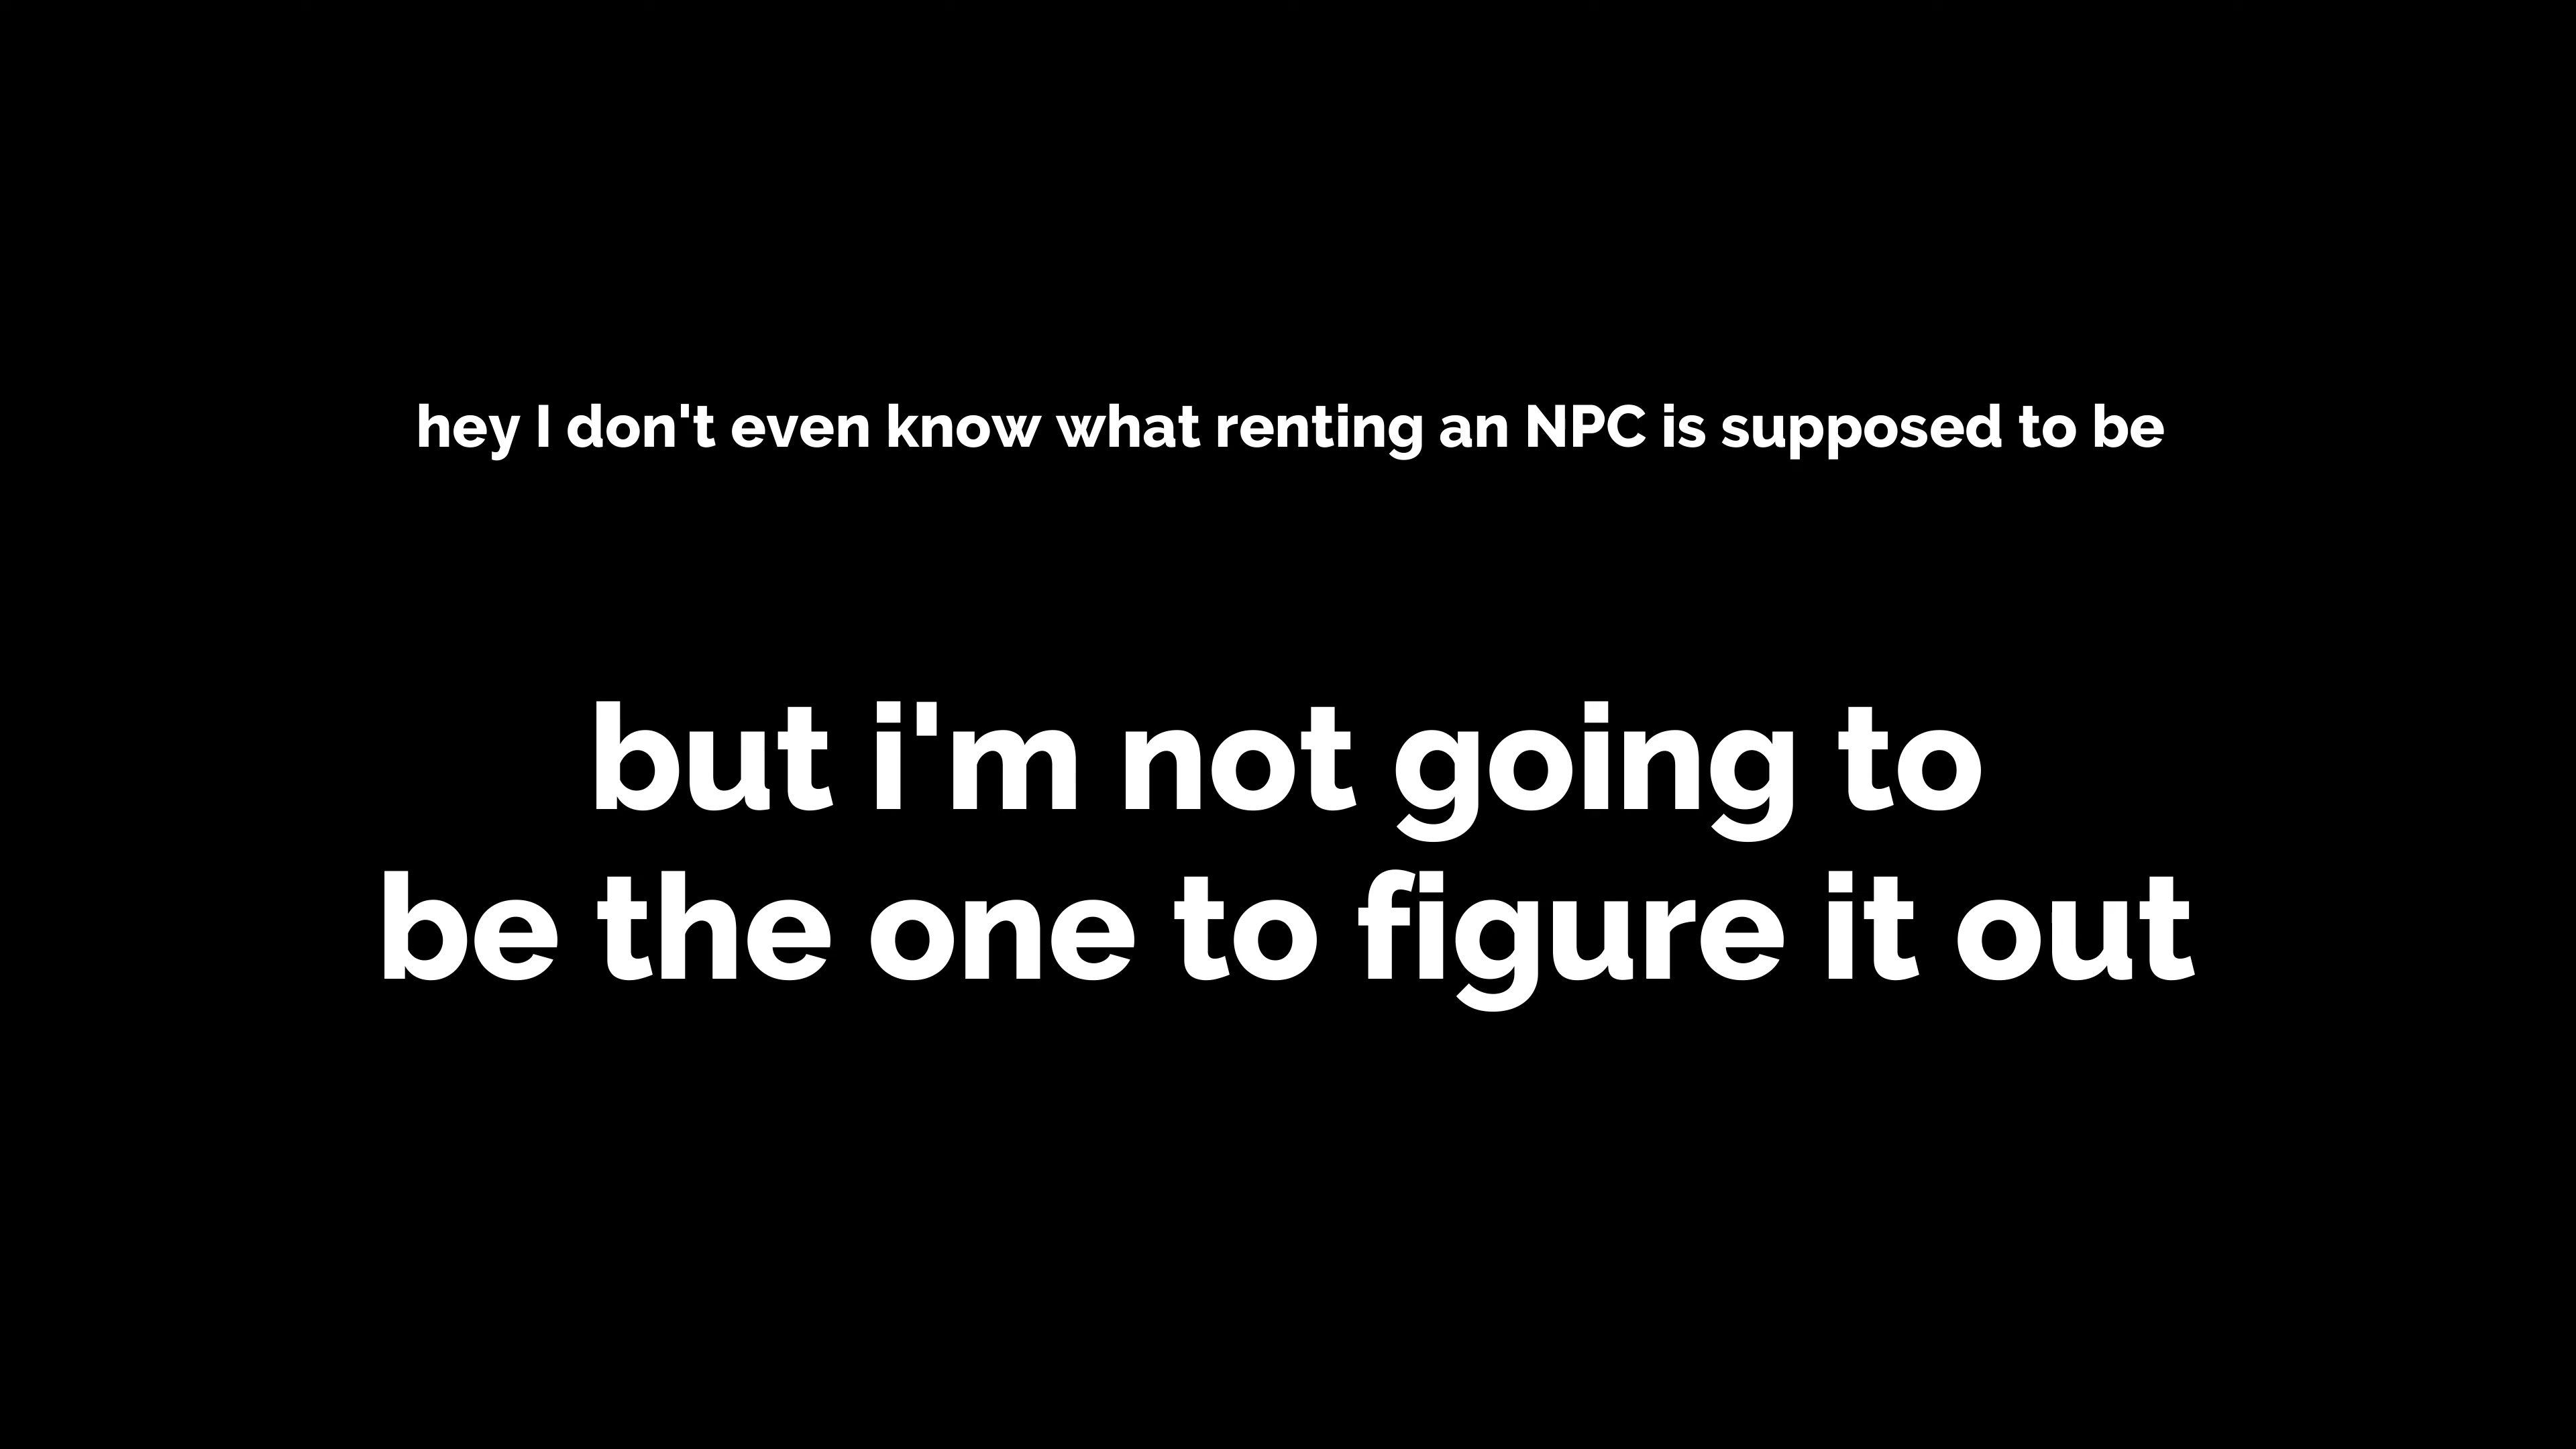 hey I don't even know what renting an NPC is supposed to be
but i'm not going to
be the one to figure it out